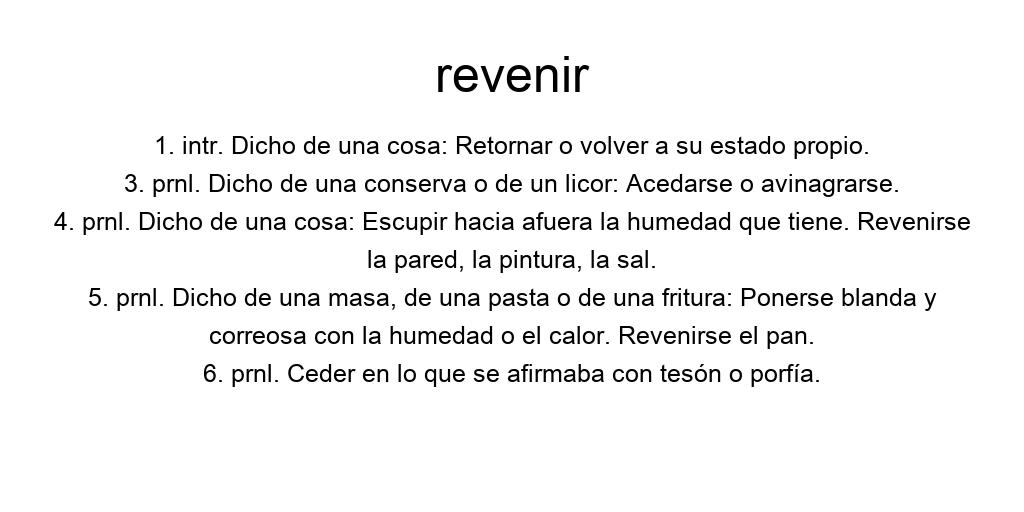 revenir
1. intr. Dicho de una cosa: Retornar o volver a su estado propio.
3. prnl. Dicho de una conserva o de un licor: Acedarse o avinagrarse.
4. prnl. Dicho de una cosa: Escupir hacia afuera la humedad que tiene. Revenirse
la pared, la pintura, la sal.
5. prnl. Dicho de una masa, de una pasta o de una fritura: Ponerse blanda y
correosa con la humedad o el calor. Revenirse el pan.
6. prnl. Ceder en lo que se afirmaba con tesón o porfía.